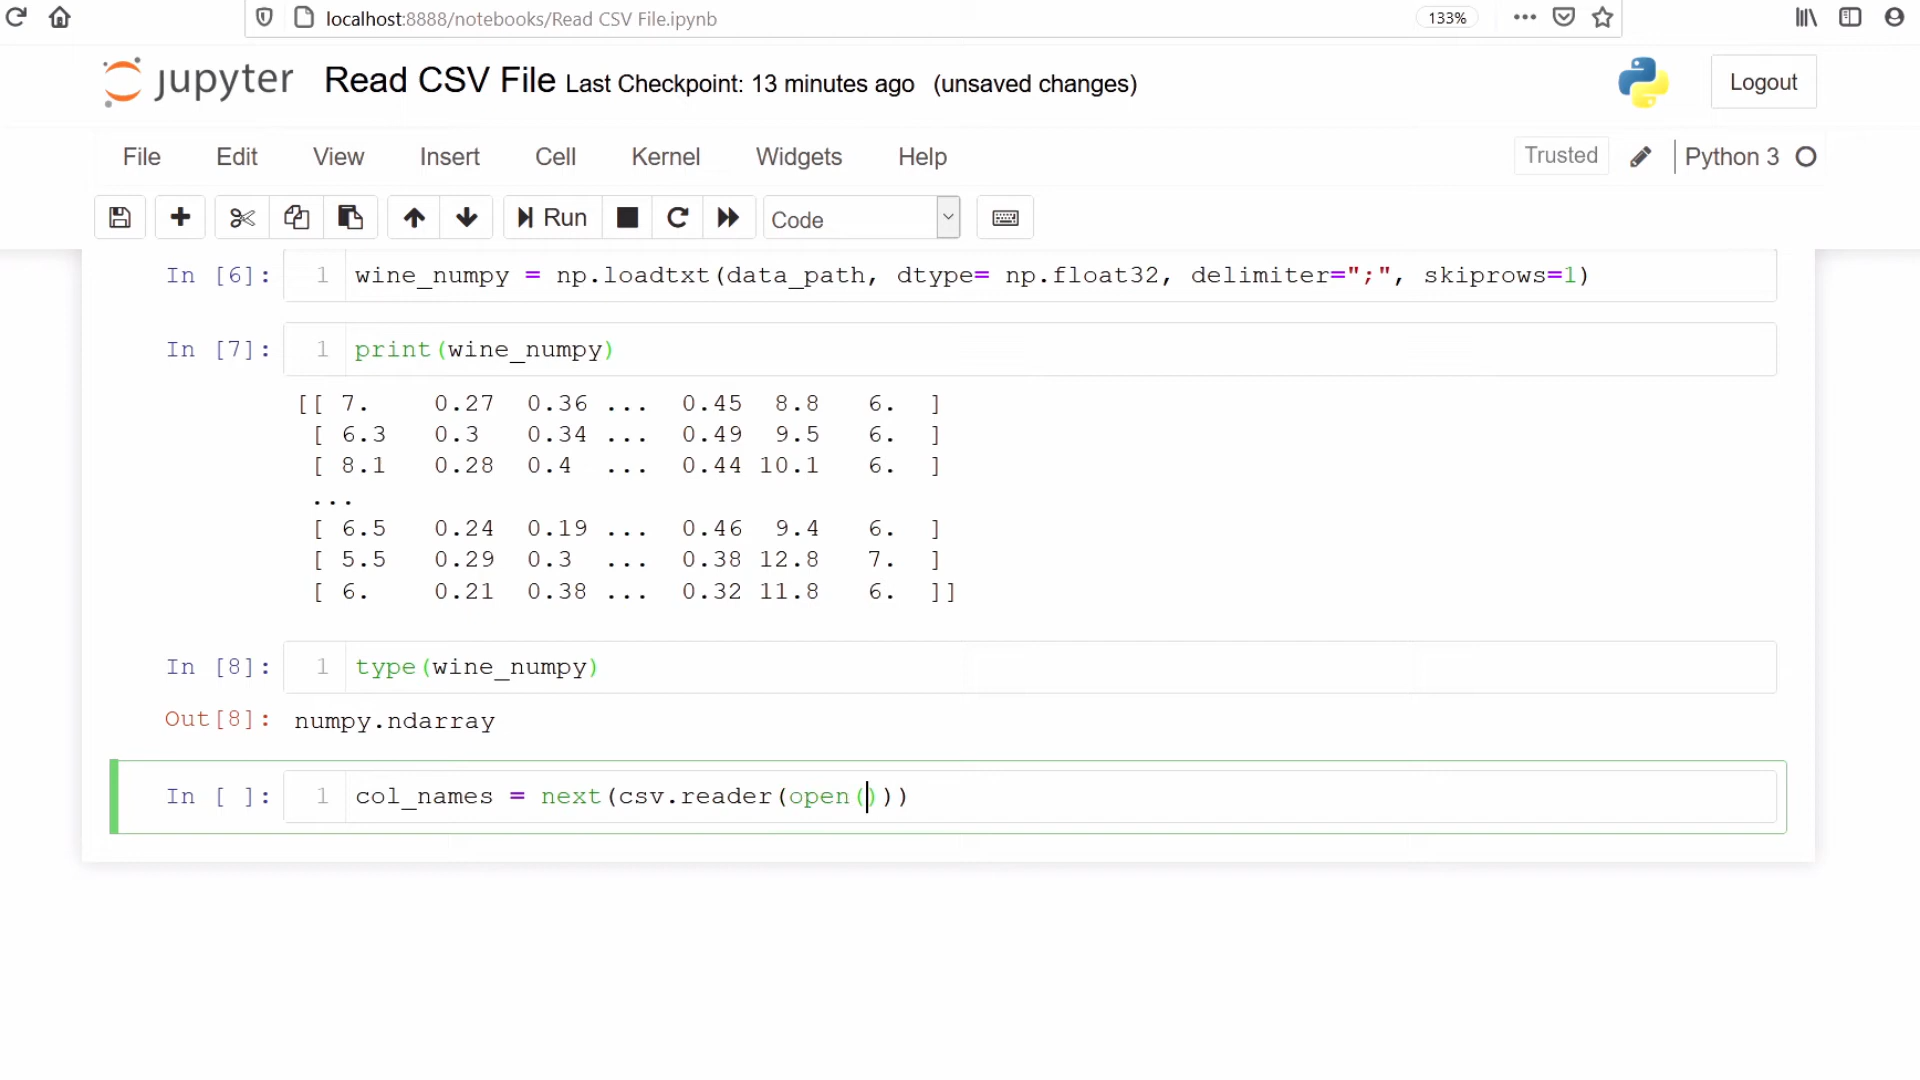 localhost:8888/notebooks/Read CSV File.ipynb 133%
jupyter Read CSV File Last Checkpoint: 13 minutes ago (unsaved changes) Logout
File Edit View Insert Cell Kernel Widgets Help Trusted Python 3
Run Code
In [6]: 1 wine_numpy = np.loadtxt(data_path, dtype= np.float32, delimiter=";", skiprows=1)
In [7]: 1 print(wine_numpy)
[[ 7. 0.27 0.36 ... 0.45 8.8 6. ]
[ 6.3 0.3 0.34 ... 0.49 9.5 6. ]
[ 8.1 0.28 0.4 ... 0.44 10.1 6. ]
...
[ 6.5 0.24 0.19 ... 0.46 9.4 6. ]
[ 5.5 0.29 0.3 ... 0.38 12.8 7. ]
[ 6. 0.21 0.38 ... 0.32 11.8 6. ]]
In [8]: 1 type(wine_numpy)
Out[8]: numpy.ndarray
In [ ]: 1 col_names = next(csv.reader(open()))